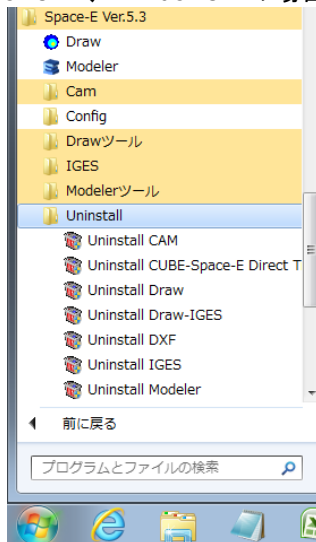 Space-E Ver.5.3
Draw
Modeler
Cam
Config
Drawツール
IGES
Modelerツール
Uninstall
Uninstall CAM
Uninstall CUBE-Space-E Direct T
Uninstall Draw
Uninstall Draw-IGES
Uninstall DXF
Uninstall IGES
Uninstall Modeler
前に戻る
プログラムとファイルの検索